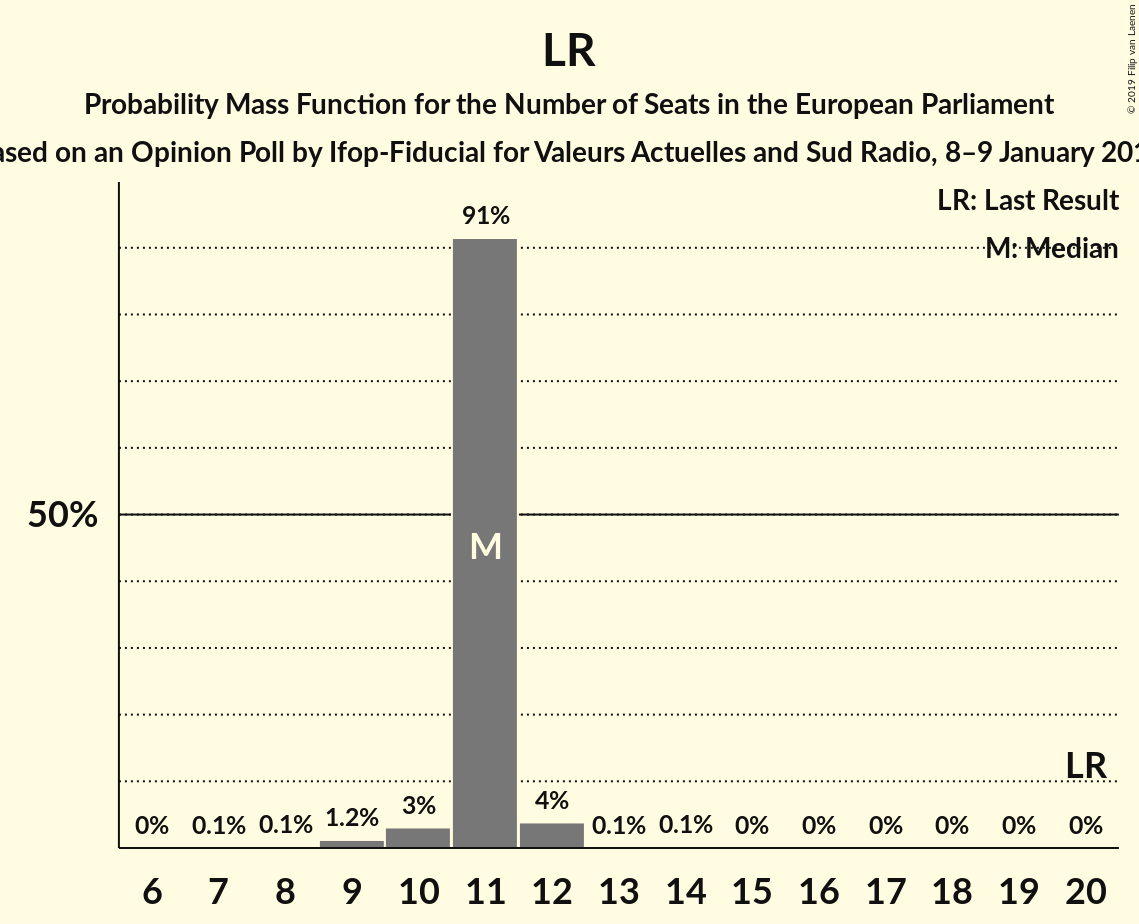 LR
Probability Mass Function for the Number of Seats in the European Parliament
ased on an Opinion Poll by Ifop-Fiducial for Valeurs Actuelles and Sud Radio, 8–9 January 201
© 2019 Filip van Laenen
LR: Last Result
M: Median
91%
50%
M
LR
0% 0.1% 0.1% 1.2% 3% 4% 0.1% 0.1% 0% 0% 0% 0% 0% 0%
6 7 8 9 10 11 12 13 14 15 16 17 18 19 20